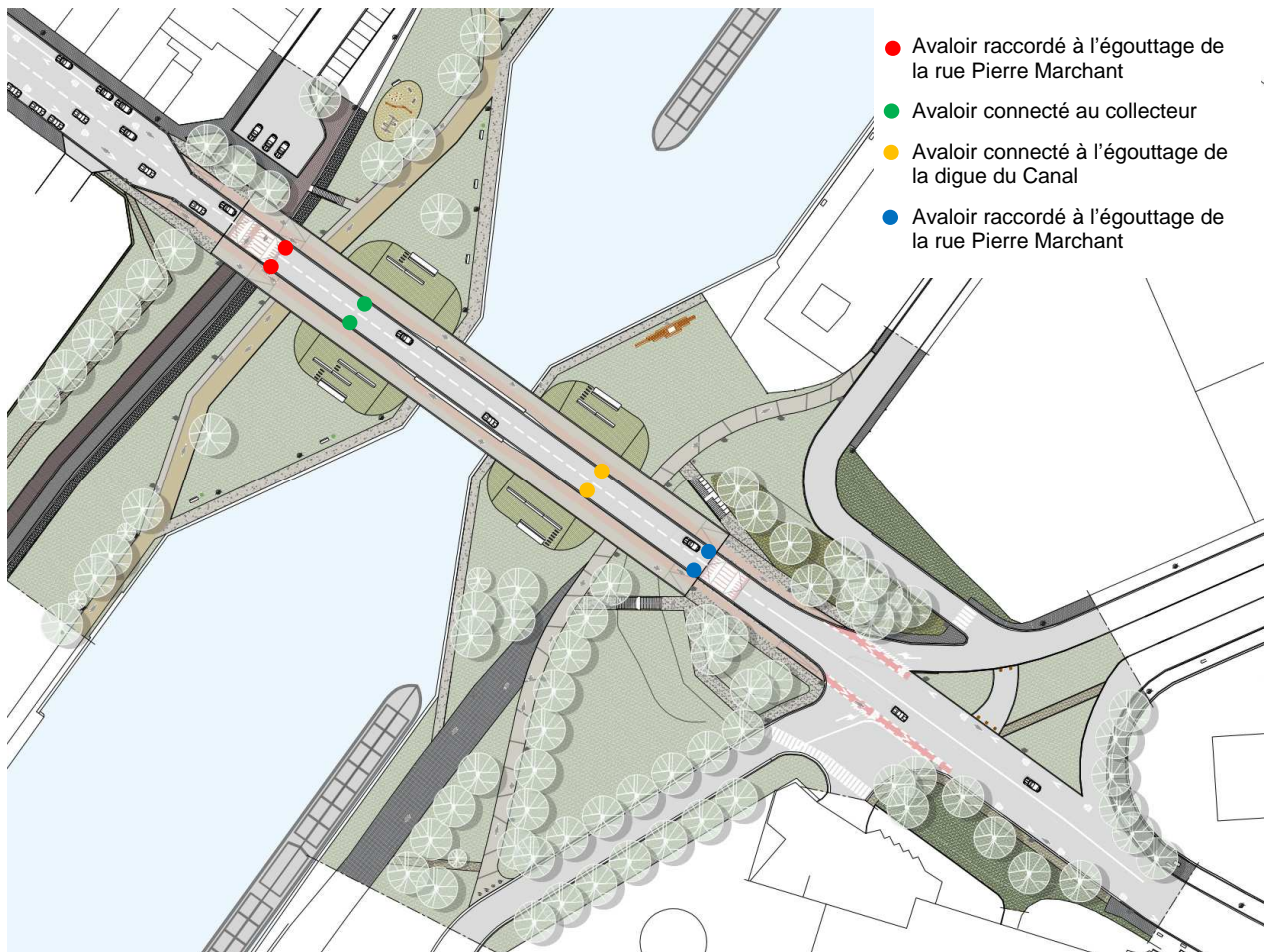 Avaloir raccordé à l’égouttage de
la rue Pierre Marchant
Avaloir connecté au collecteur
Avaloir connecté à l’égouttage de
la digue du Canal
Avaloir raccordé à l’égouttage de
la rue Pierre Marchant